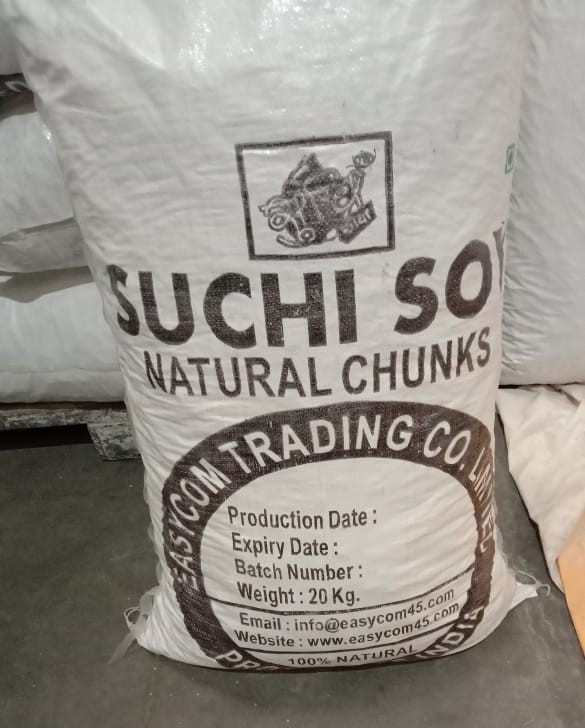 SUCHI SOY
NATURAL CHUNKS
EASYCOM TRADING CO. LIMITED
Production Date :
Expiry Date :
Batch Number :
Weight : 20 Kg.
Email : info@easycom45.com
Website : www.easycom45.com
100% NATURAL
INDIA